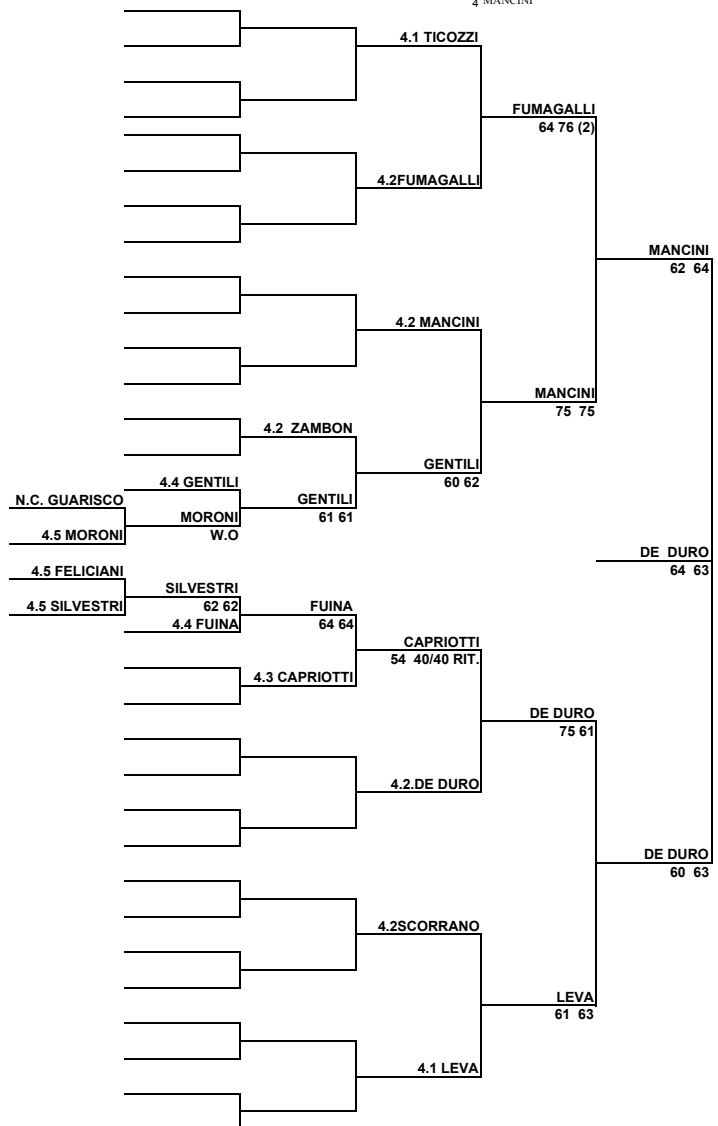 4 MANCINI
4.1 TICOZZI
FUMAGALLI
64 76 (2)
4.2FUMAGALLI
MANCINI
62 64
4.2 MANCINI
MANCINI
75 75
4.2 ZAMBON
GENTILI
60 62
4.4 GENTILI
N.C. GUARISCO
GENTILI
61 61
MORONI
W.O
4.5 MORONI
DE DURO
64 63
4.5 FELICIANI
SILVESTRI
62 62
4.5 SILVESTRI
FUINA
64 64
4.4 FUINA
CAPRIOTTI
54 40/40 RIT.
4.3 CAPRIOTTI
DE DURO
75 61
4.2.DE DURO
DE DURO
60 63
4.2SCORRANO
LEVA
61 63
4.1 LEVA